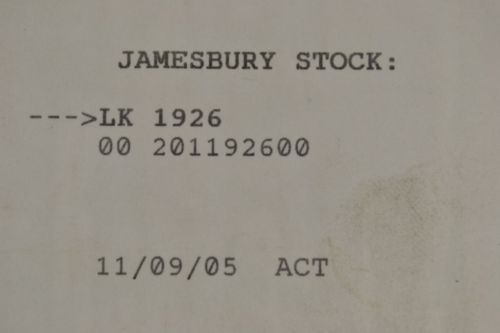 JAMESBURY STOCK:
--->LK 1926
00 201192600
11/09/05 ACT